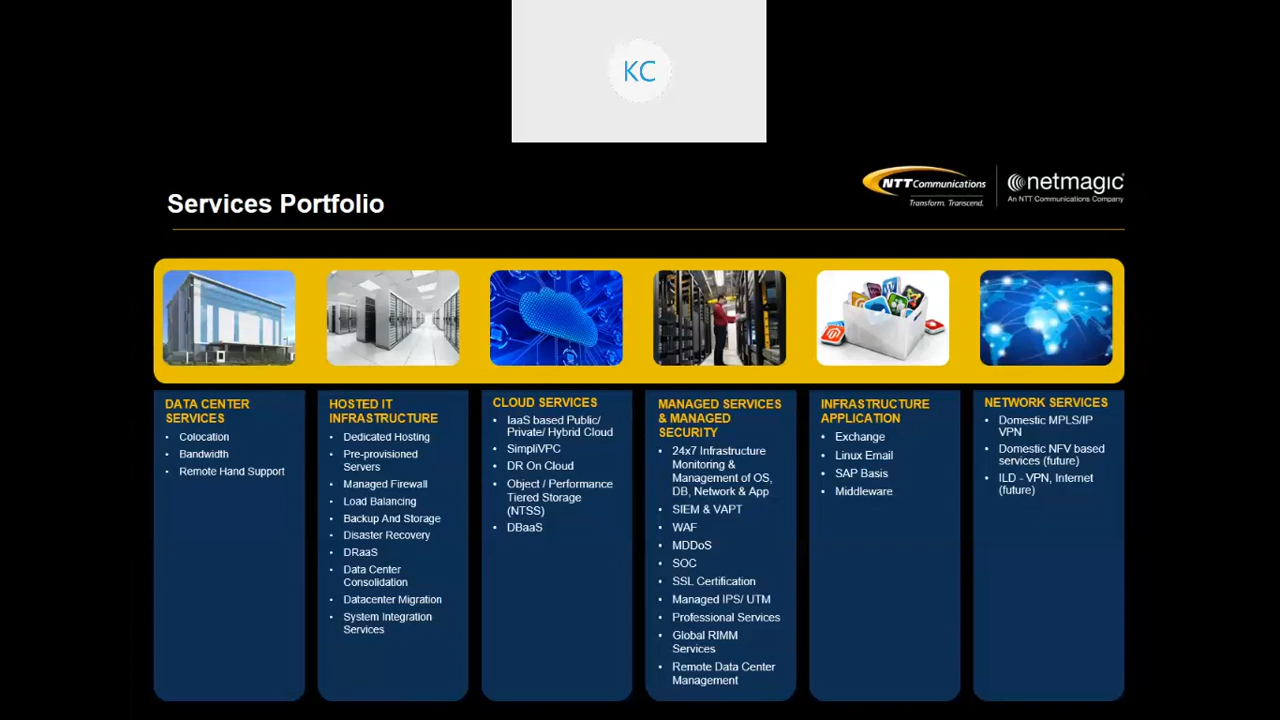 KC
NTT Communications
Transform. Transcend.
netmagic
An NTT Communications Company
Services Portfolio
DATA CENTER
SERVICES
• Colocation
• Bandwidth
• Remote Hand Support
HOSTED IT
INFRASTRUCTURE
• Dedicated Hosting
• Pre-provisioned
Servers
• Managed Firewall
• Load Balancing
• Backup And Storage
• Disaster Recovery
• DRaaS
• Data Center
Consolidation
• Datacenter Migration
• System Integration
Services
CLOUD SERVICES
• IaaS based Public/
Private/ Hybrid Cloud
• SimpliVPC
• DR On Cloud
• Object / Performance
Tiered Storage
(NTSS)
• DBaaS
MANAGED SERVICES
& MANAGED
SECURITY
• 24x7 Infrastructure
Monitoring &
Management of OS,
DB, Network & App
• SIEM & VAPT
• WAF
• MDDoS
• SOC
• SSL Certification
• Managed IPS/ UTM
• Professional Services
• Global RIMM
Services
• Remote Data Center
Management
INFRASTRUCTURE
APPLICATION
• Exchange
• Linux Email
• SAP Basis
• Middleware
NETWORK SERVICES
• Domestic MPLS/IP
VPN
• Domestic NFV based
services (future)
• ILD - VPN, Internet
(future)